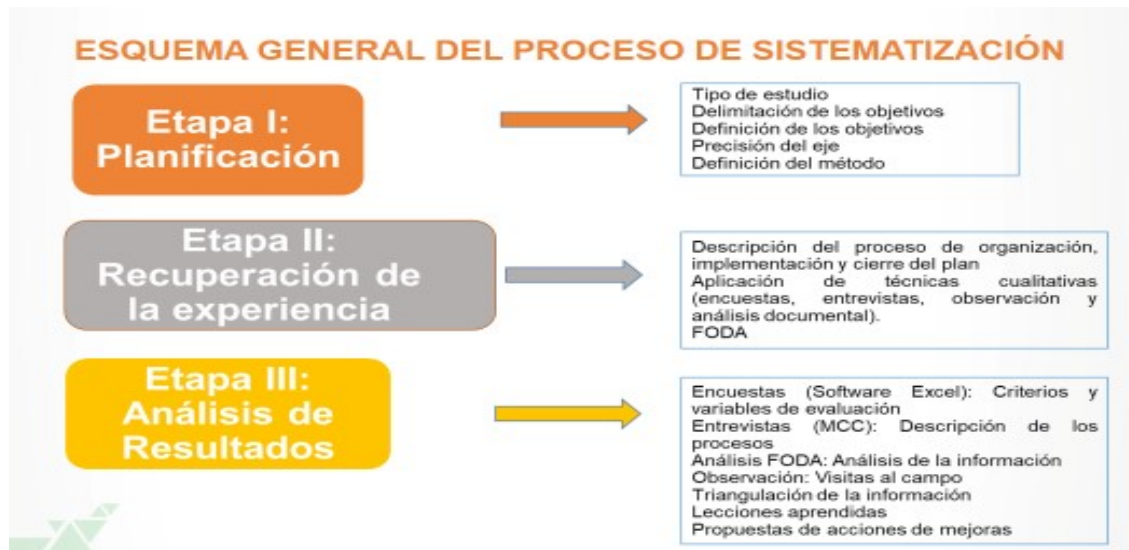 ESQUEMA GENERAL DEL PROCESO DE SISTEMATIZACIÓN
Etapa I:
Planificación
Tipo de estudio
Delimitación de los objetivos
Definición de los objetivos
Precisión del eje
Definición del método
Etapa II:
Recuperación de
la experiencia
Descripción del proceso de organización,
implementación y cierre del plan
Aplicación de técnicas cualitativas
(encuestas, entrevistas, observación y
análisis documental).
FODA
Etapa III:
Análisis de
Resultados
Encuestas (Software Excel): Criterios y
variables de evaluación
Entrevistas (MCC): Descripción de los
procesos
Análisis FODA: Análisis de la información
Observación: Visitas al campo
Triangulación de la información
Lecciones aprendidas
Propuestas de acciones de mejoras